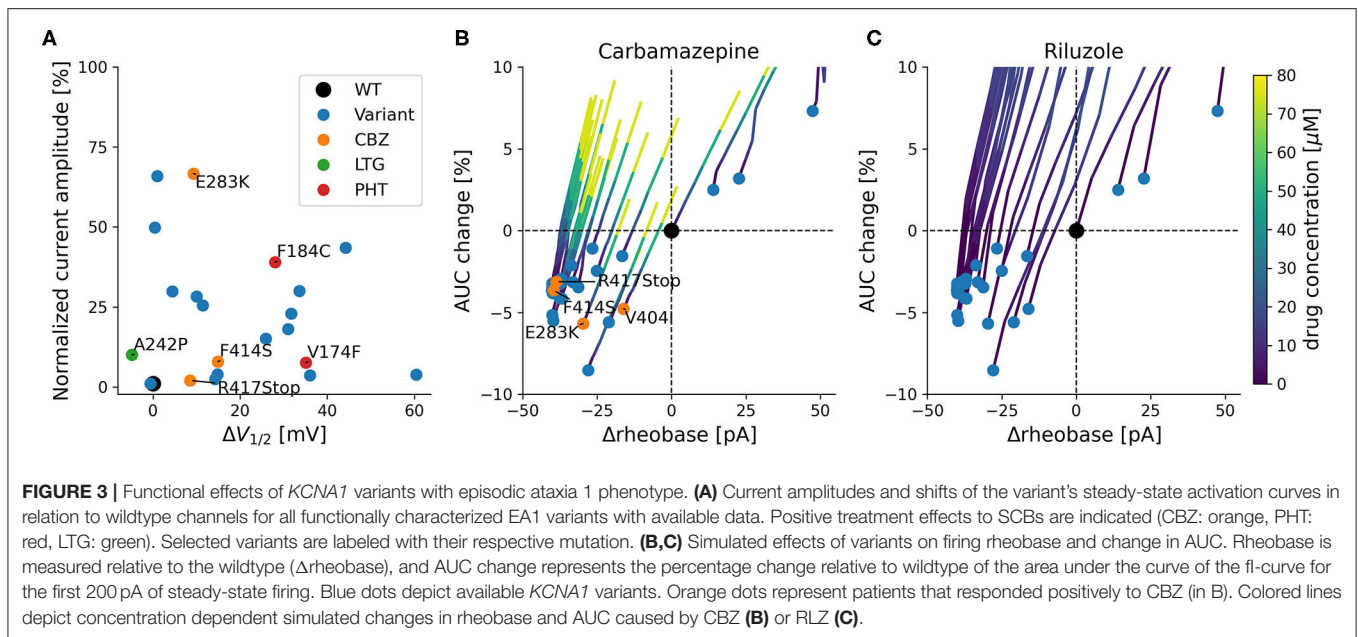 A
B
C
Carbamazepine
Riluzole
100
75
50
25
0
Normalized current amplitude [%]
WT
Variant
CBZ
LTG
PHT
E283K
F184C
A242P
F414S
V174F
R417Stop
0
20
40
60
ΔV1/2 [mV]
10
5
0
−5
−10
AUC change [%]
R417Stop
F414S
V404I
E283K
−50
−25
0
25
50
Δrheobase [pA]
10
5
0
−5
−10
AUC change [%]
−50
−25
0
25
50
Δrheobase [pA]
80
70
60
50
40
30
20
10
0
drug concentration [μM]
FIGURE 3 | Functional effects of KCNA1 variants with episodic ataxia 1 phenotype. (A) Current amplitudes and shifts of the variant's steady-state activation curves in
relation to wildtype channels for all functionally characterized EA1 variants with available data. Positive treatment effects to SCBs are indicated (CBZ: orange, PHT:
red, LTG: green). Selected variants are labeled with their respective mutation. (B,C) Simulated effects of variants on firing rheobase and change in AUC. Rheobase is
measured relative to the wildtype (Δrheobase), and AUC change represents the percentage change relative to wildtype of the area under the curve of the fI-curve for
the first 200 pA of steady-state firing. Blue dots depict available KCNA1 variants. Orange dots represent patients that responded positively to CBZ (in B). Colored lines
depict concentration dependent simulated changes in rheobase and AUC caused by CBZ (B) or RLZ (C).